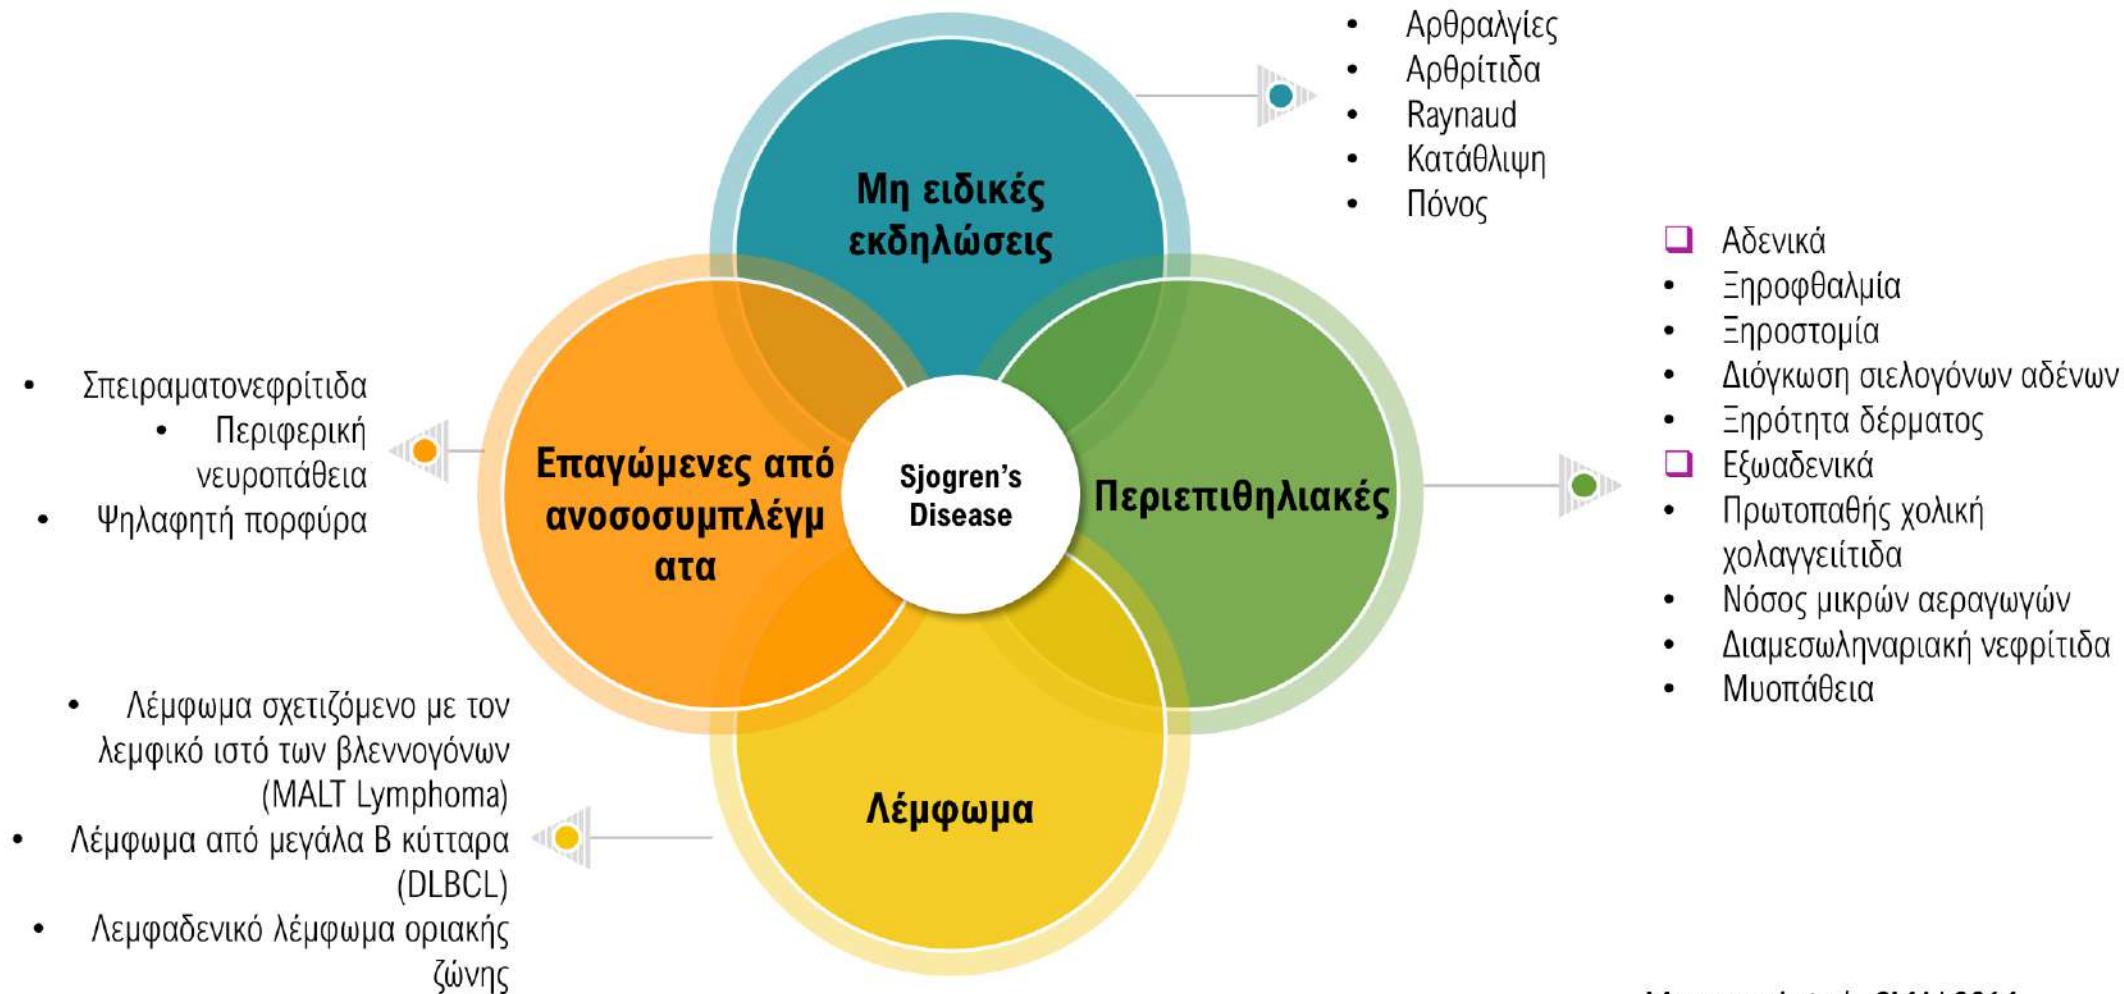 • Αρθραλγίες
• Αρθρίτιδα
• Raynaud
• Κατάθλιψη
• Πόνος
Μη ειδικές
εκδηλώσεις
❑ Αδενικά
• Ξηροφθαλμία
• Ξηροστομία
• Διόγκωση σιελογόνων αδένων
• Ξηρότητα δέρματος
❑ Εξωαδενικά
• Πρωτοπαθής χολική
χολαγγειίτιδα
• Νόσος μικρών αεραγωγών
• Διαμεσωληναριακή νεφρίτιδα
• Μυοπάθεια
• Σπειραματονεφρίτιδα
• Περιφερική
νευροπάθεια
• Ψηλαφητή πορφύρα
Επαγώμενες από
ανοσοσυμπλέγμ
ατα
Sjogren's
Disease
Περιεπιθηλιακές
• Λέμφωμα σχετιζόμενο με τον
λεμφικό ιστό των βλεννογόνων
(MALT Lymphoma)
• Λέμφωμα από μεγάλα Β κύτταρα
(DLBCL)
• Λεμφαδενικό λέμφωμα οριακής
ζώνης
Λέμφωμα